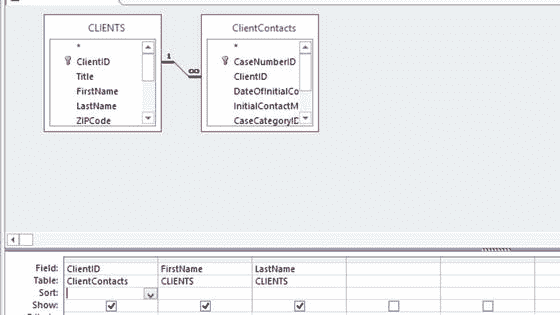 CLIENTS
*
ClientID
Title
FirstName
LastName
ZIPCode
1
∞
ClientContacts
*
CaseNumberID
ClientID
DateOfInitialCo
InitialContactM
CaseCategoryID
Field: ClientID FirstName LastName
Table: ClientContacts CLIENTS CLIENTS
Sort:
Show: